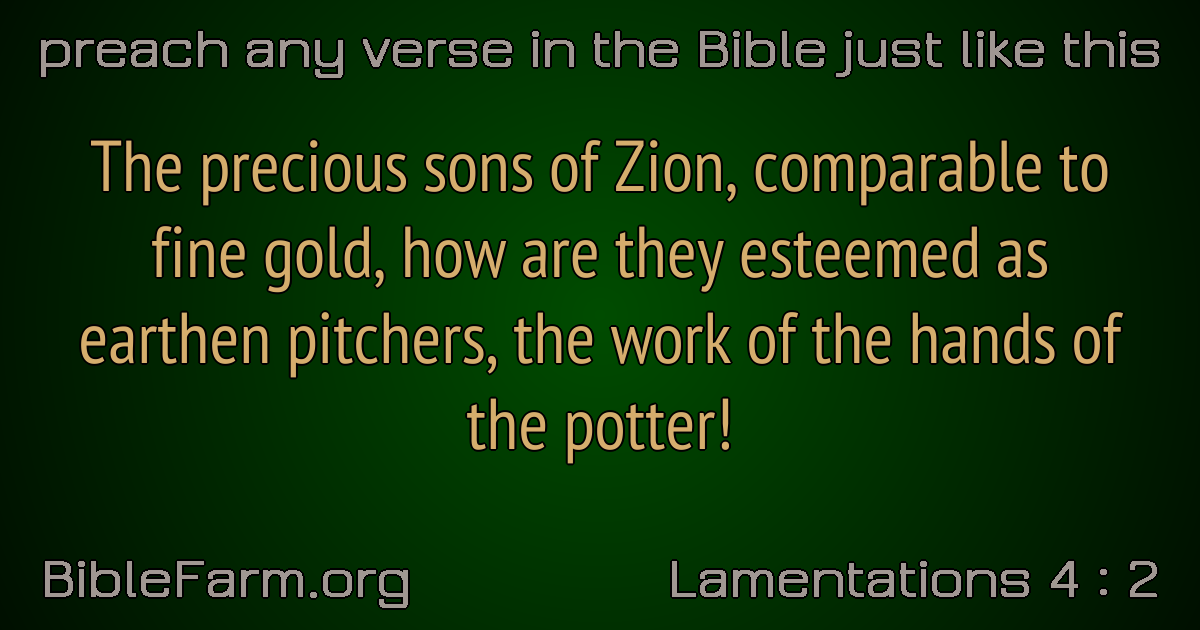 preach any verse in the Bible just like this
The precious sons of Zion, comparable to
fine gold, how are they esteemed as
earthen pitchers, the work of the hands of
the potter!
BibleFarm.org
Lamentations 4 : 2